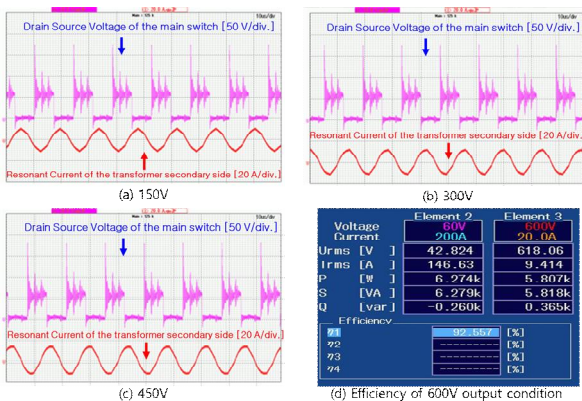 Drain Source Voltage of the main switch [50 V/div.]
Resonant Current of the transformer secondary side [20 A/div.]
(a) 150V
Drain Source Voltage of the main switch [50 V/div.]
Resonant Current of the transformer secondary side [20 A/div.]
(b) 300V
Drain Source Voltage of the main switch [50 V/div.]
Resonant Current of the transformer secondary side [20 A/div.]
(c) 450V
Element 2 Element 3
Voltage 60V 600V
Current 200A 20.0A
Urms [V ] 42.824 618.06
Irms [A ] 146.63 9.414
P [W ] 6.274k 5.807k
S [VA ] 6.279k 5.818k
Q [var ] -0.260k 0.365k
Efficiency
η1 92.557 [%]
η2 -------- [%]
η3 -------- [%]
η4 -------- [%]
(d) Efficiency of 600V output condition